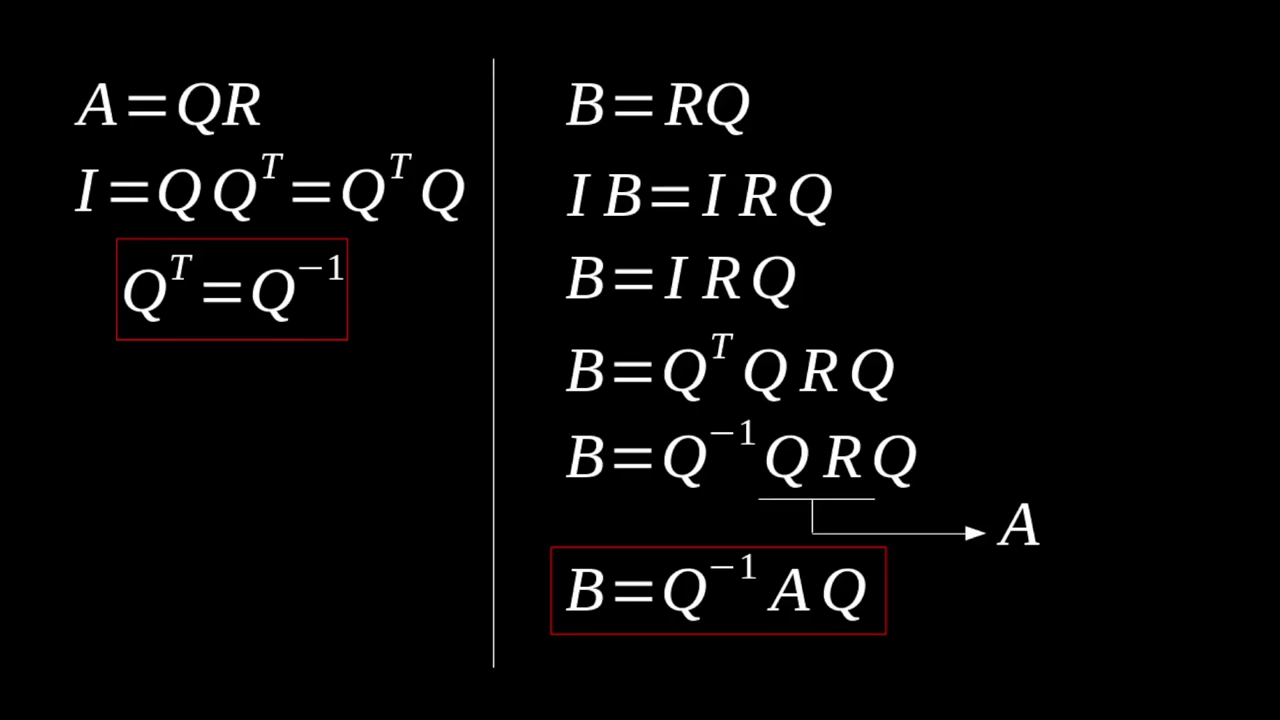 A=QR
I=QQ^T=Q^TQ
Q^T=Q^−1
B=RQ
IB=IRQ
B=IRQ
B=Q^TQRQ
B=Q^−1QRQ
A
B=Q^−1AQ